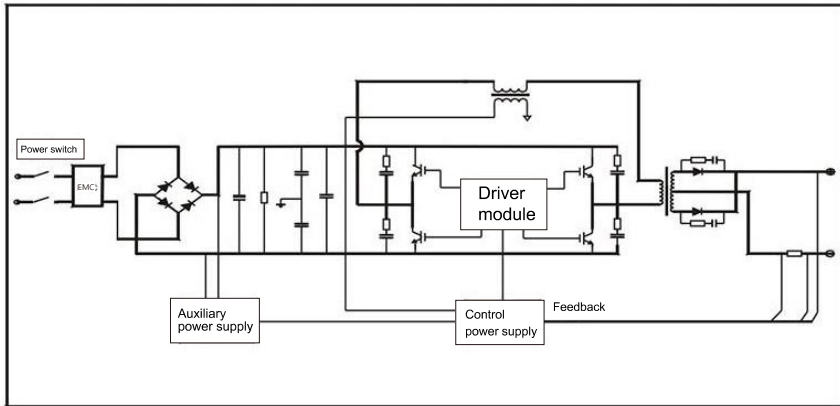 Power switch
EMC
Driver
module
Auxiliary
power supply
Control
power supply
Feedback